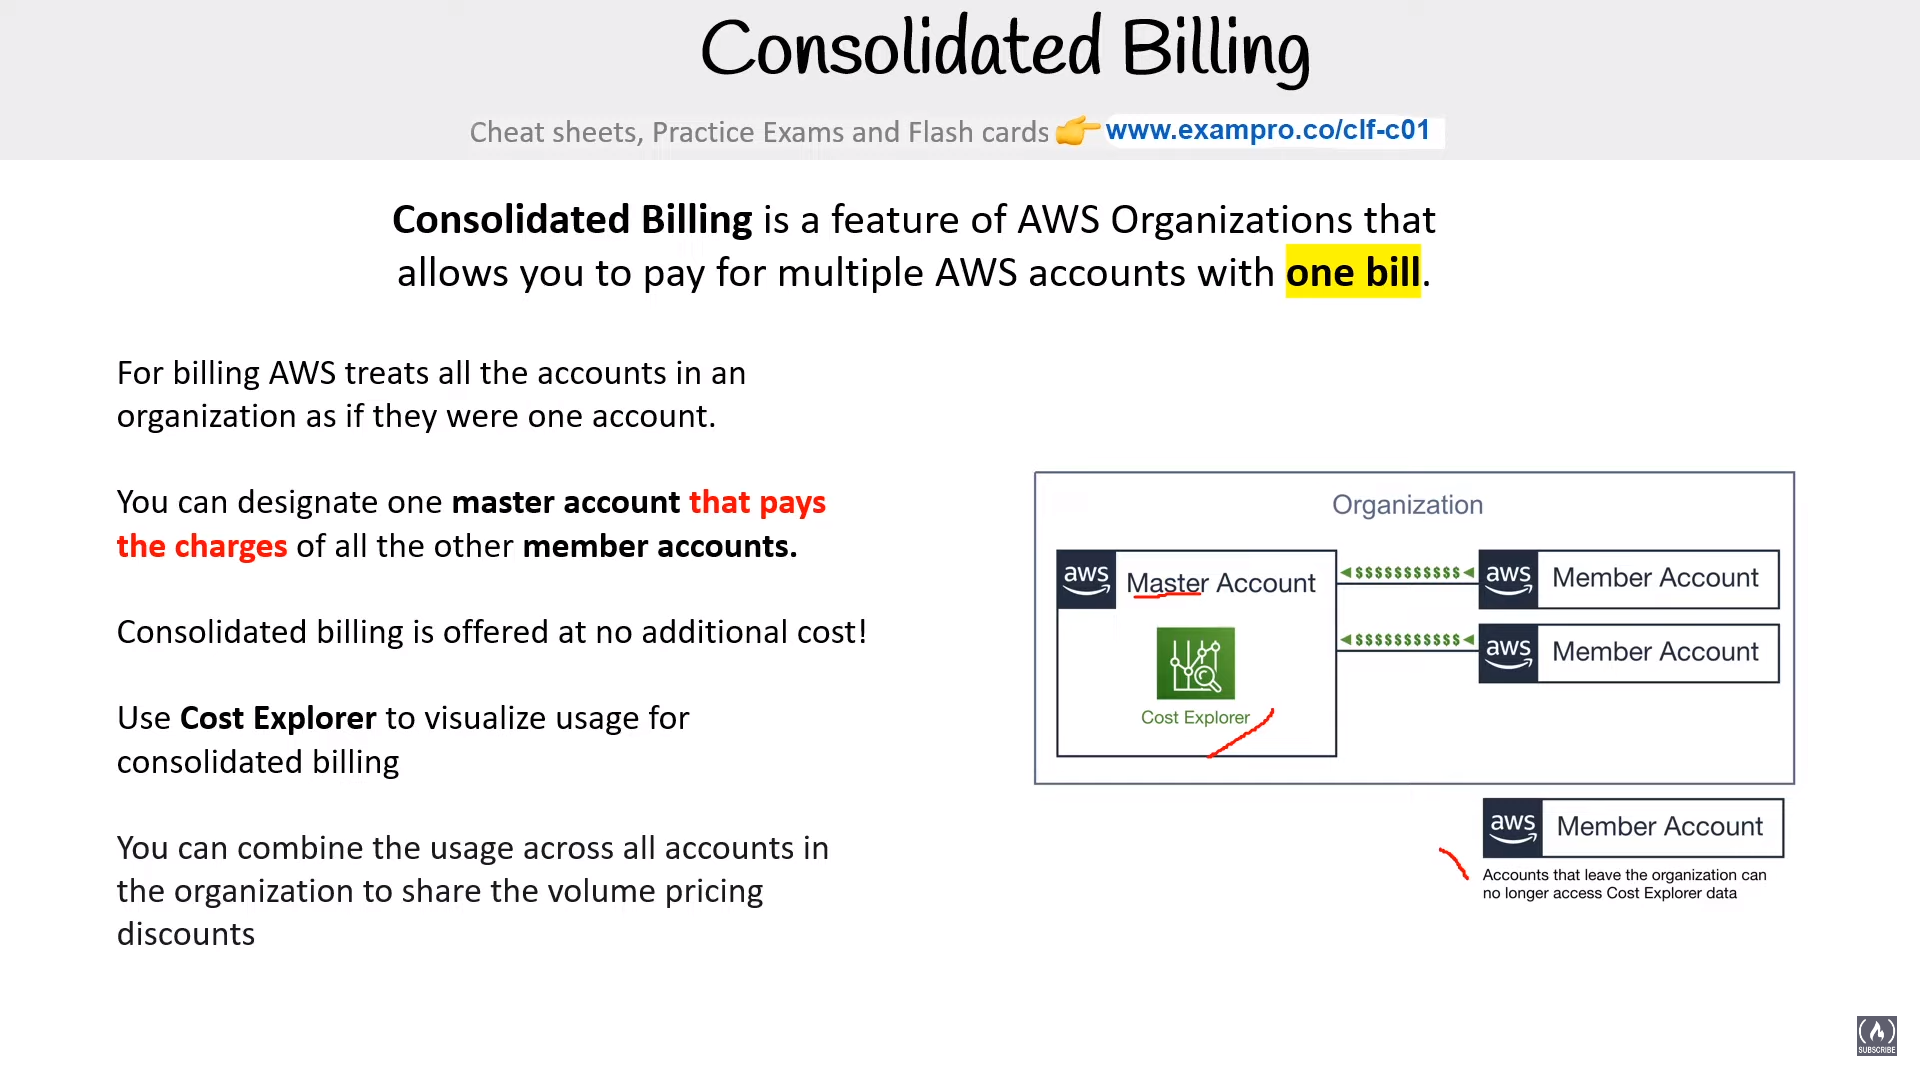 Consolidated Billing
Cheat sheets, Practice Exams and Flash cards 👉 www.exampro.co/clf-c01
Consolidated Billing is a feature of AWS Organizations that
allows you to pay for multiple AWS accounts with one bill.
For billing AWS treats all the accounts in an
organization as if they were one account.
You can designate one master account that pays
the charges of all the other member accounts.
Consolidated billing is offered at no additional cost!
Use Cost Explorer to visualize usage for
consolidated billing
You can combine the usage across all accounts in
the organization to share the volume pricing
discounts
Organization
aws Master Account
Cost Explorer
$$$$$$$$$$$
aws Member Account
$$$$$$$$$$$
aws Member Account
aws Member Account
Accounts that leave the organization can
no longer access Cost Explorer data
SUBSCRIBE